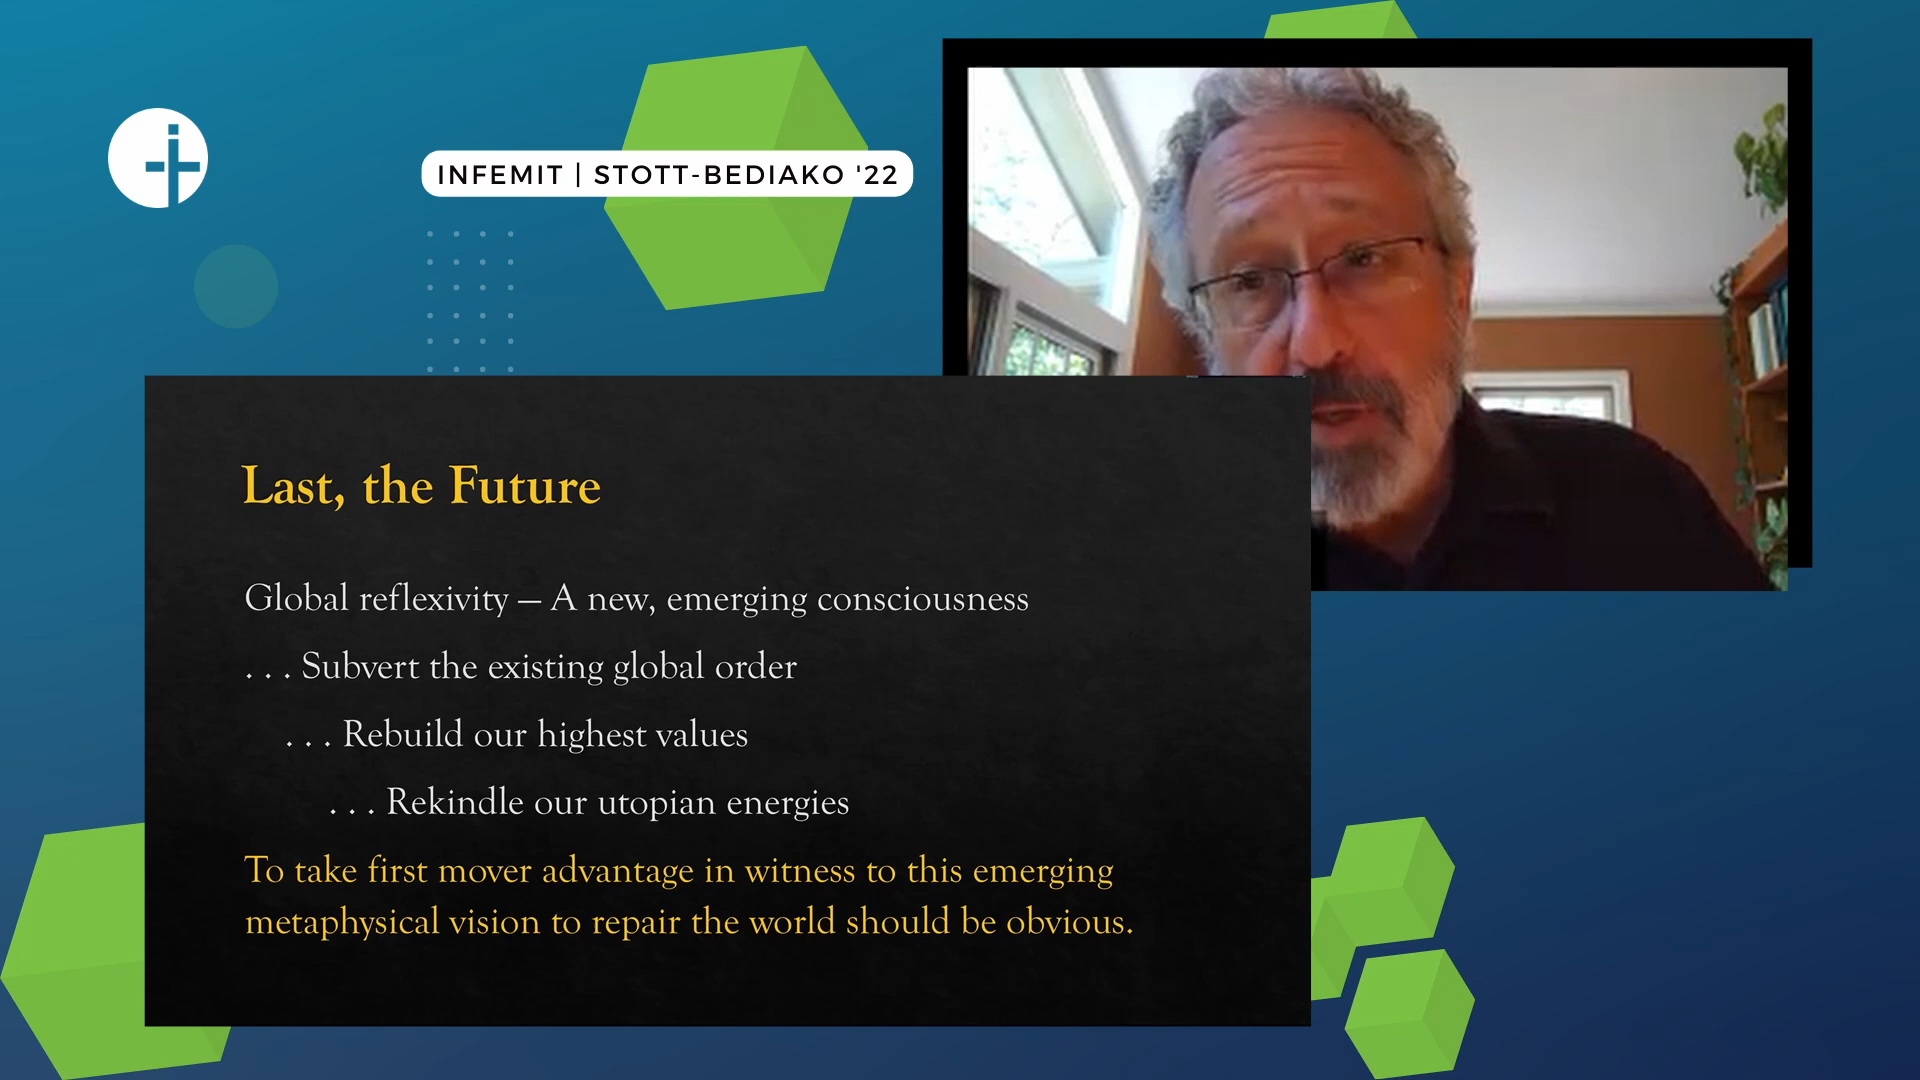 INFEMIT | STOTT-BEDIAKO '22
Last, the Future
Global reflexivity – A new, emerging consciousness
. . . Subvert the existing global order
. . . Rebuild our highest values
. . . Rekindle our utopian energies
To take first mover advantage in witness to this emerging
metaphysical vision to repair the world should be obvious.